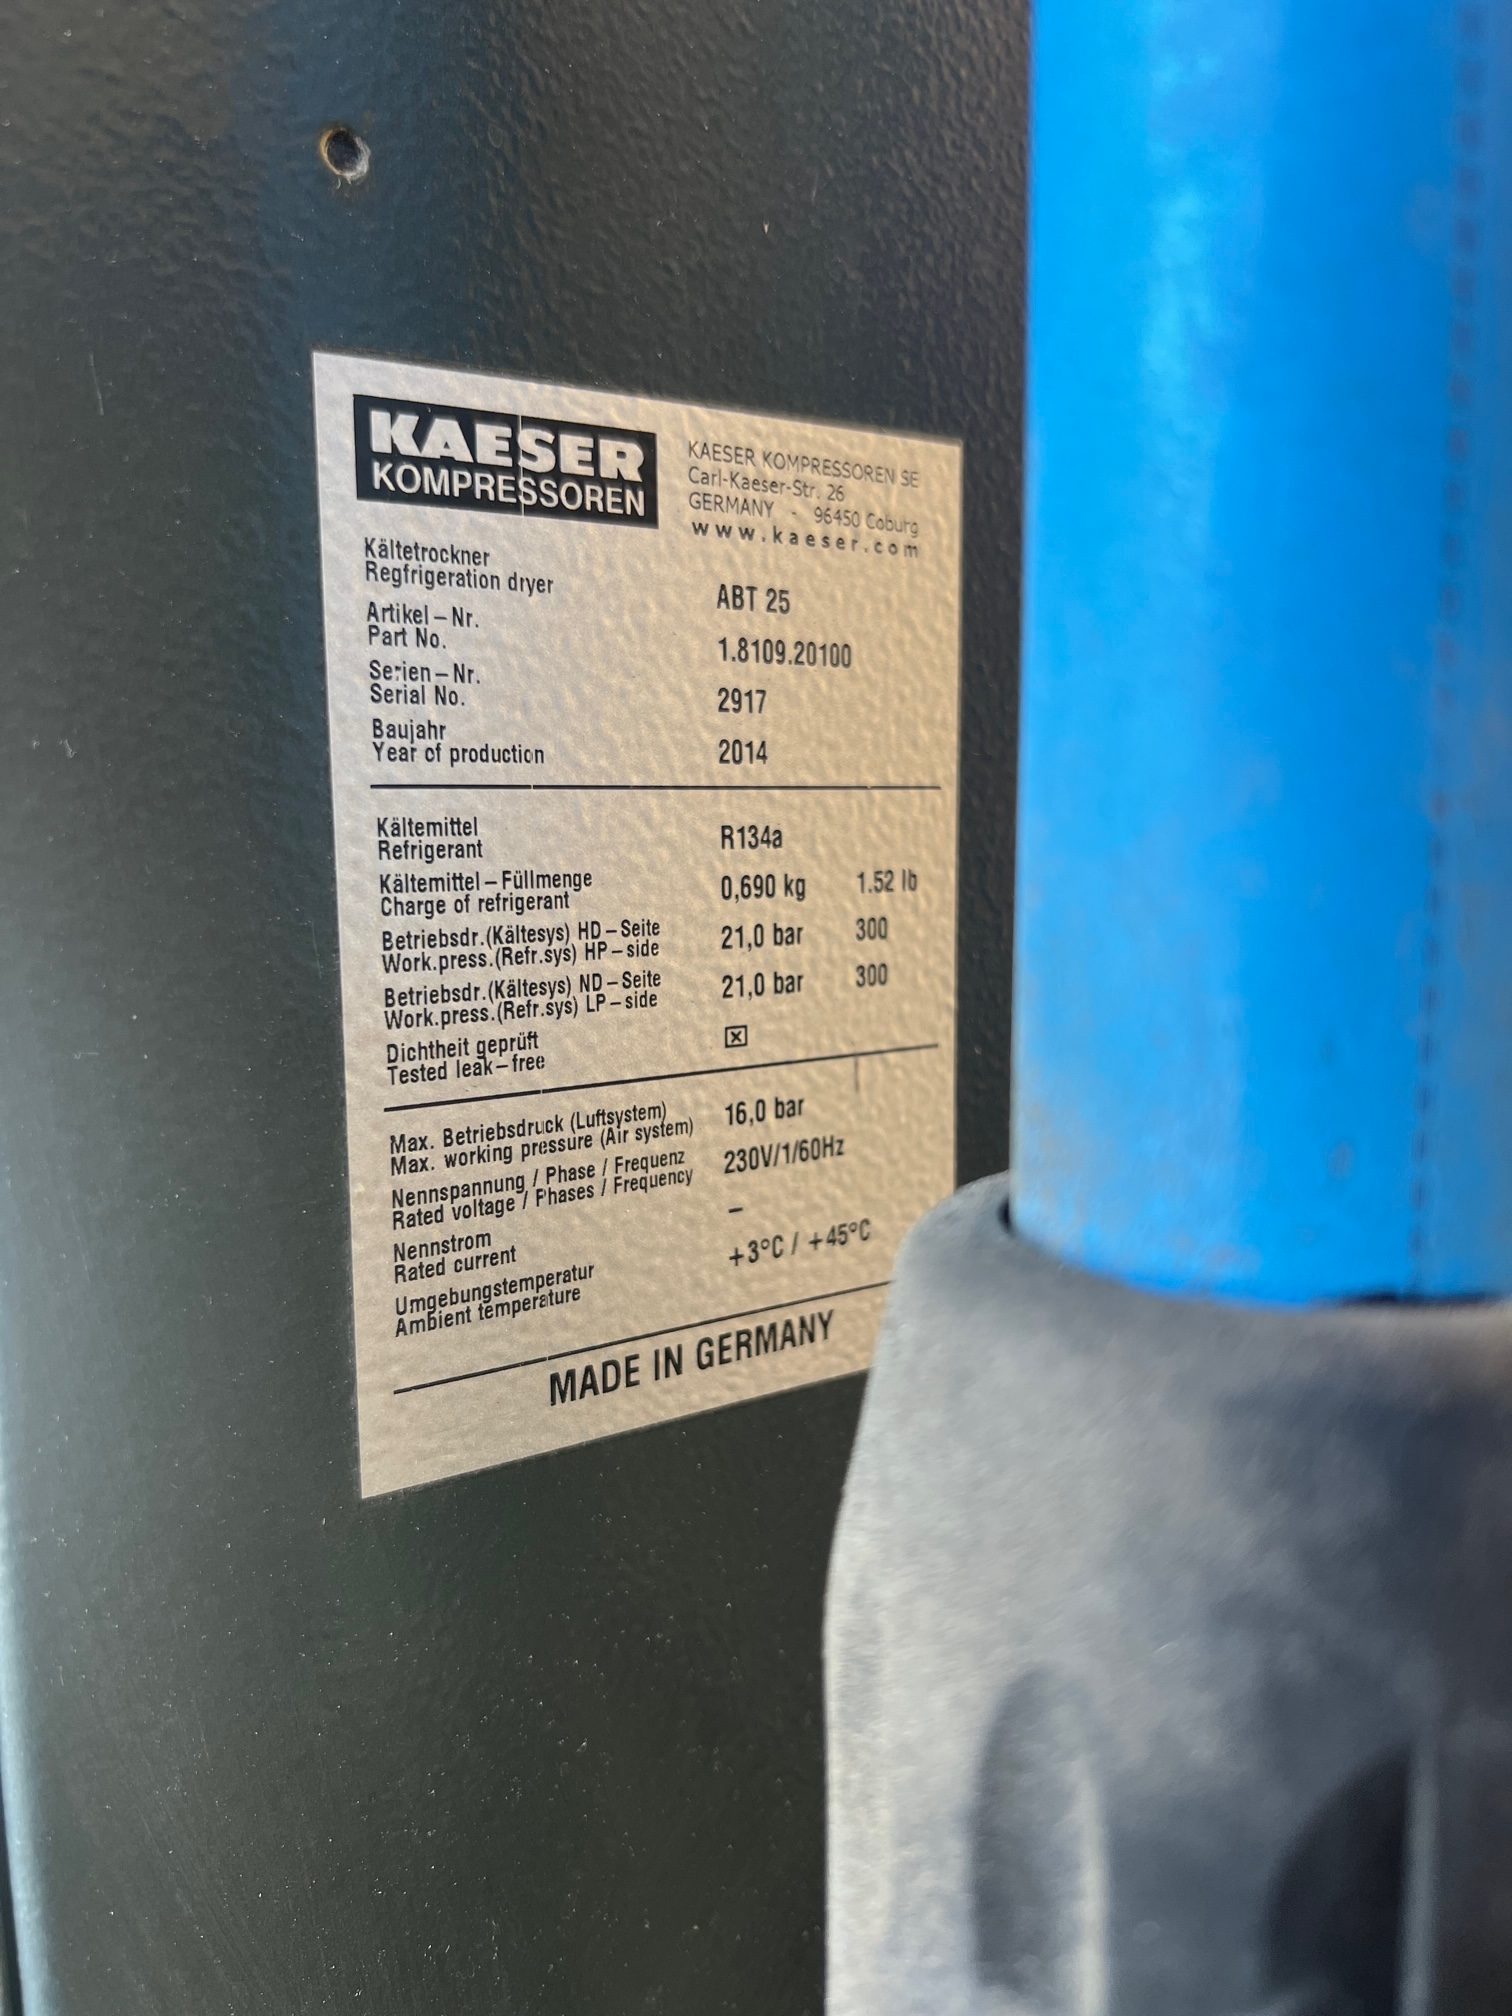 KAESER
KOMPRESSOREN
KAESER KOMPRESSOREN SE
Carl-Kaeser-Str. 26
GERMANY - 96450 Coburg
www.kaeser.com
Kältetrockner
Regfrigeration dryer
ABT 25
Artikel – Nr.
Part No.
1.8109.20100
Serien – Nr.
Serial No.
2917
Baujahr
Year of production
2014
Kältemittel
Refrigerant
R134a
Kältemittel – Füllmenge
Charge of refrigerant
0,690 kg 1.52 lb
Betriebsdr.(Kältesys) HD – Seite
Work.press.(Refr.sys) HP – side
21,0 bar 300
Betriebsdr.(Kältesys) ND – Seite
Work.press.(Refr.sys) LP – side
21,0 bar 300
Dichtheit geprüft
Tested leak – free
☒
Max. Betriebsdruck (Luftsystem)
Max. working pressure (Air system)
16,0 bar
Nennspannung / Phase / Frequenz
Rated voltage / Phases / Frequency
230V/1/60Hz
Nennstrom
Rated current
–
Umgebungstemperatur
Ambient temperature
+3°C / +45°C
MADE IN GERMANY